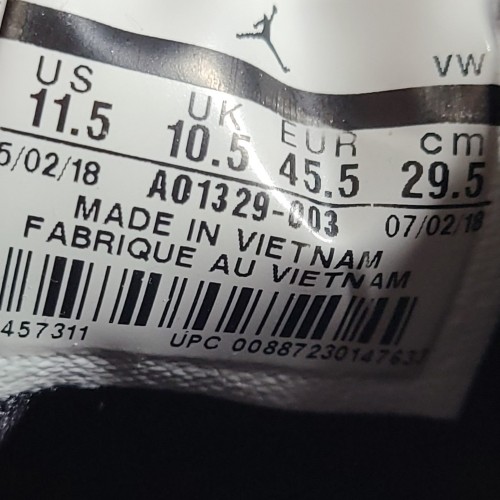 VW
US UK EUR cm
11.5 10.5 45.5 29.5
5/02/18 AO1329-003 07/02/18
MADE IN VIETNAM
FABRIQUE AU VIETNAM
457311 UPC 00887230147633